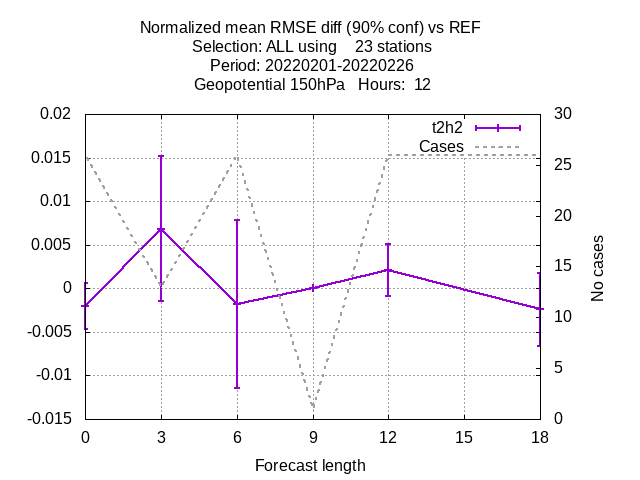 Normalized mean RMSE diff (90% conf) vs REF
Selection: ALL using    23 stations
Period: 20220201-20220226
Geopotential 150hPa   Hours:  12
0.02
0.015
0.01
0.005
0
-0.005
-0.01
-0.015
30
25
20
15
10
5
0
t2h2
Cases
No cases
0 3 6 9 12 15 18
Forecast length